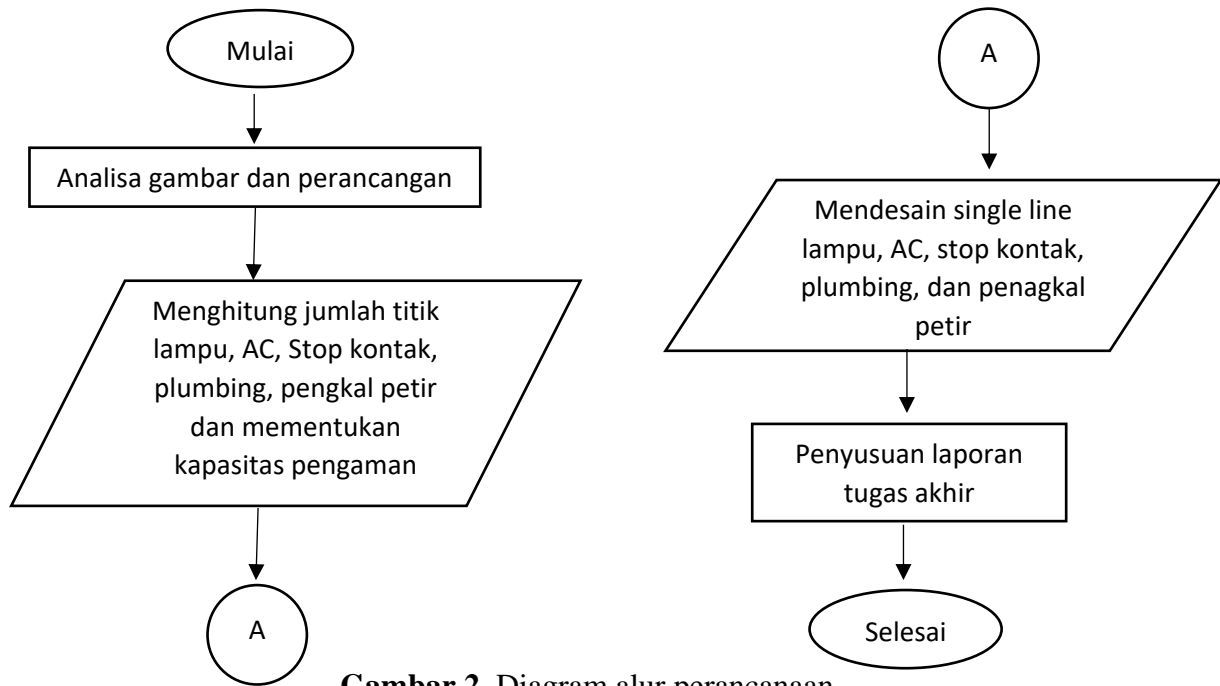 Mulai
Analisa gambar dan perancangan
Menghitung jumlah titik
lampu, AC, Stop kontak,
plumbing, pengkal petir
dan mementukan
kapasitas pengaman
A
A
Mendesain single line
lampu, AC, stop kontak,
plumbing, dan penagkal
petir
Penyusuan laporan
tugas akhir
Selesai
Gambar 2. Diagram alur perancanaan